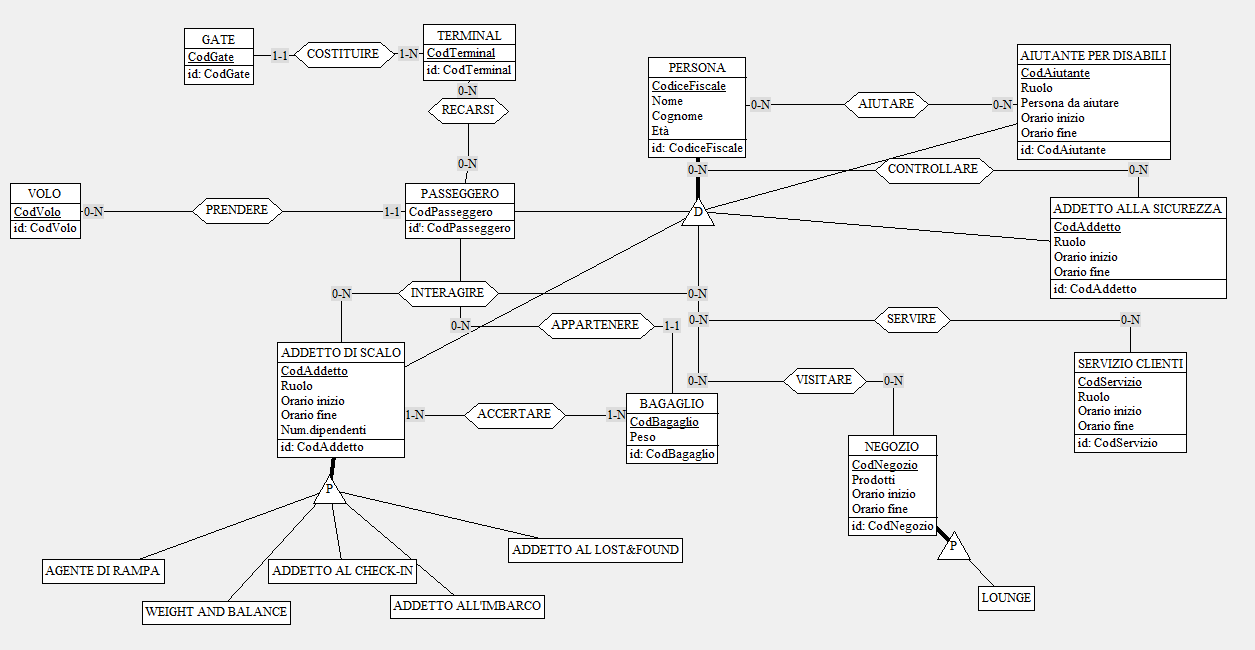 GATE
CodGate
id: CodGate
1-1
COSTITUIRE
1-N
TERMINAL
CodTerminal
id: CodTerminal
0-N
RECARSI
0-N
PERSONA
CodiceFiscale
Nome
Cognome
Età
id: CodiceFiscale
0-N
AIUTARE
0-N
AIUTANTE PER DISABILI
CodAiutante
Ruolo
Persona da aiutare
Orario inizio
Orario fine
id: CodAiutante
0-N
CONTROLLARE
0-N
VOLO
CodVolo
id: CodVolo
0-N
PRENDERE
1-1
PASSEGGERO
CodPasseggero
id': CodPasseggero
D
ADDETTO ALLA SICUREZZA
CodAddetto
Ruolo
Orario inizio
Orario fine
id: CodAddetto
0-N
INTERAGIRE
0-N
0-N
APPARTENERE
1-1
0-N
SERVIRE
0-N
ADDETTO DI SCALO
CodAddetto
Ruolo
Orario inizio
Orario fine
Num.dipendenti
id: CodAddetto
1-N
ACCERTARE
1-N
BAGAGLIO
CodBagaglio
Peso
id: CodBagaglio
0-N
VISITARE
0-N
SERVIZIO CLIENTI
CodServizio
Ruolo
Orario inizio
Orario fine
id: CodServizio
NEGOZIO
CodNegozio
Prodotti
Orario inizio
Orario fine
id: CodNegozio
P
P
AGENTE DI RAMPA
WEIGHT AND BALANCE
ADDETTO AL CHECK-IN
ADDETTO ALL'IMBARCO
ADDETTO AL LOST&FOUND
LOUNGE